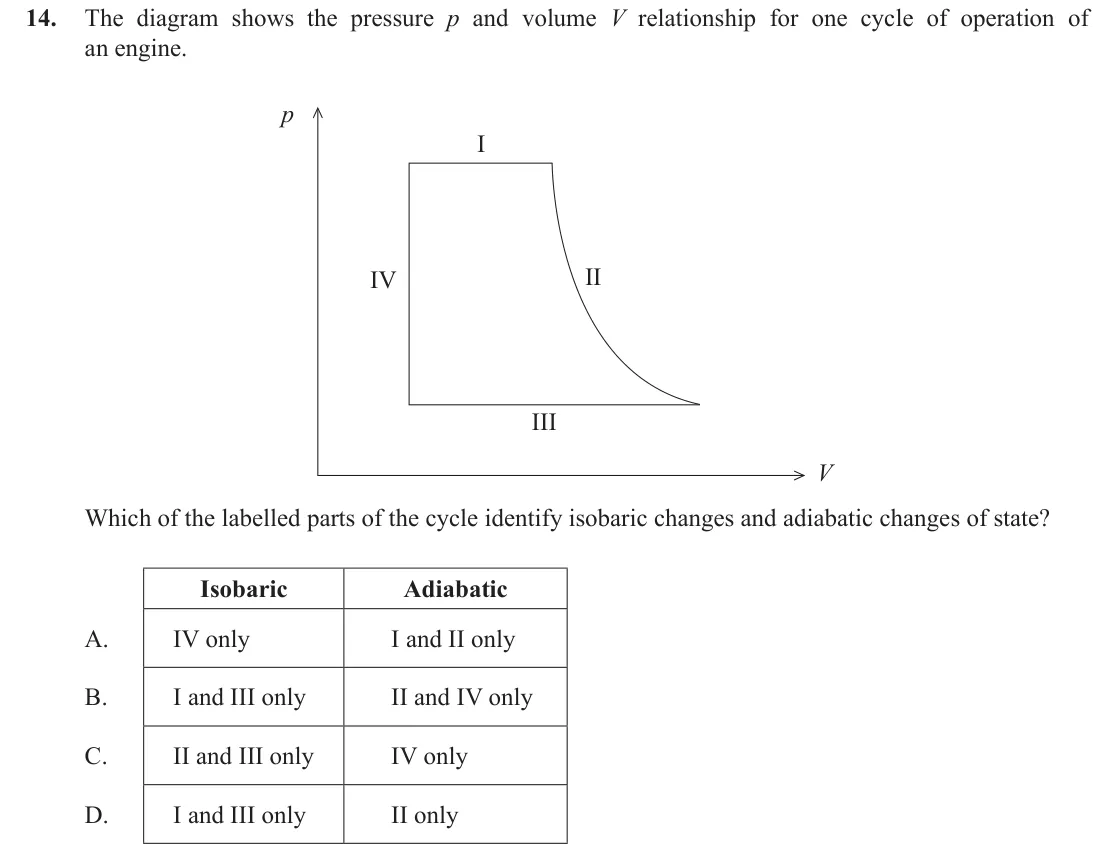 14. The diagram shows the pressure p and volume V relationship for one cycle of operation of
an engine.
p
I
IV
II
III
V
Which of the labelled parts of the cycle identify isobaric changes and adiabatic changes of state?
Isobaric Adiabatic
A. IV only I and II only
B. I and III only II and IV only
C. II and III only IV only
D. I and III only II only